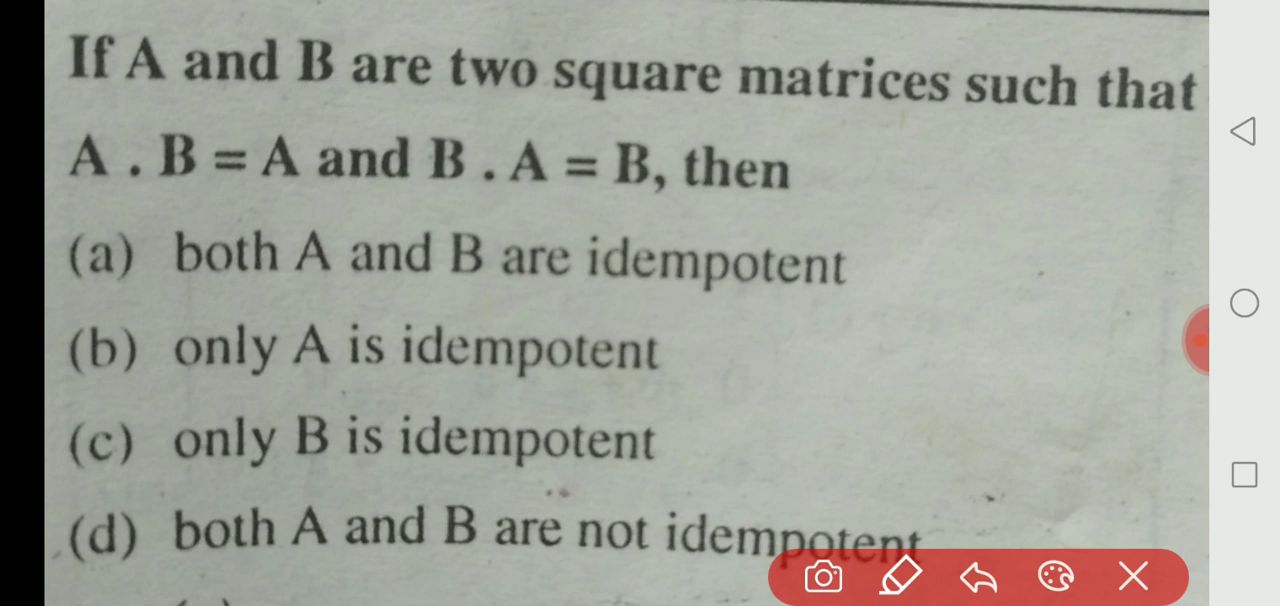 If A and B are two square matrices such that
A . B = A and B . A = B, then
(a) both A and B are idempotent
(b) only A is idempotent
(c) only B is idempotent
(d) both A and B are not idempotent